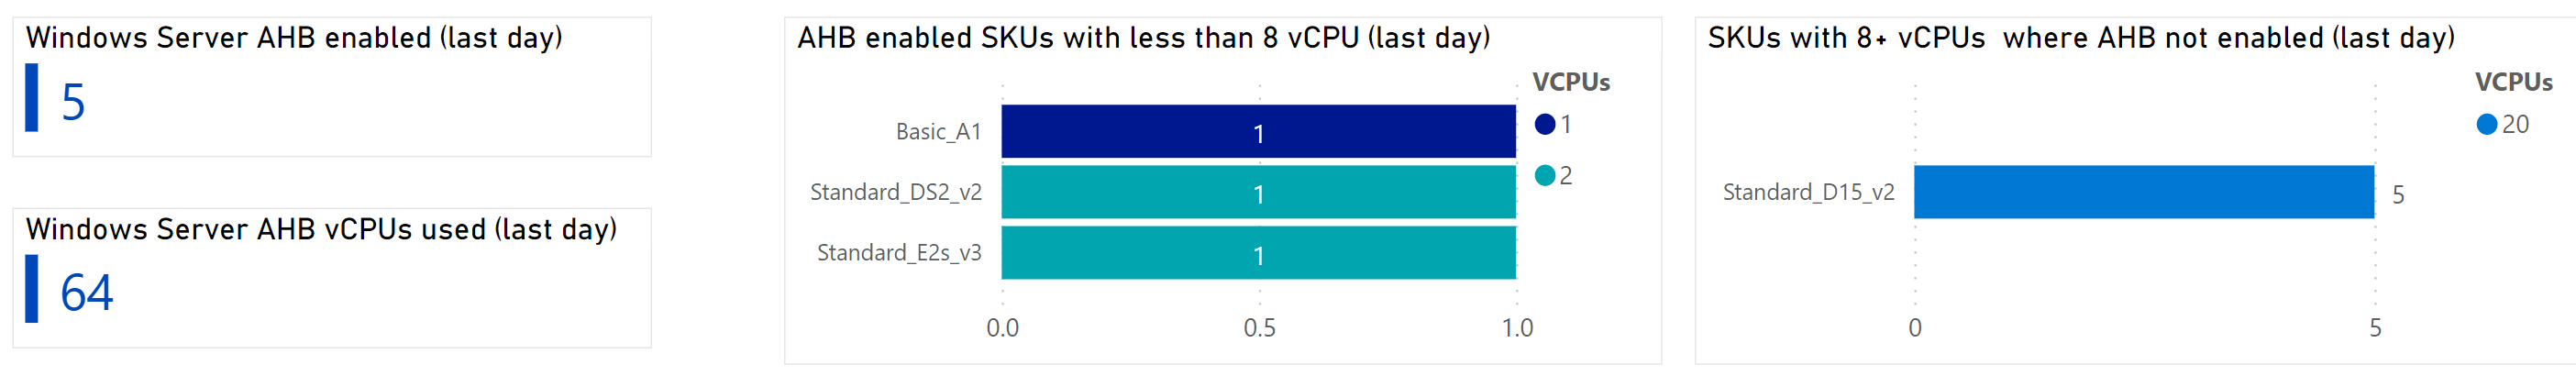 Windows Server AHB enabled (last day)
5
Windows Server AHB vCPUs used (last day)
64
AHB enabled SKUs with less than 8 vCPU (last day)
VCPUs
1
2
Basic_A1
1
Standard_DS2_v2
1
Standard_E2s_v3
1
0.0 0.5 1.0
SKUs with 8+ vCPUs  where AHB not enabled (last day)
VCPUs
20
Standard_D15_v2
5
0 5